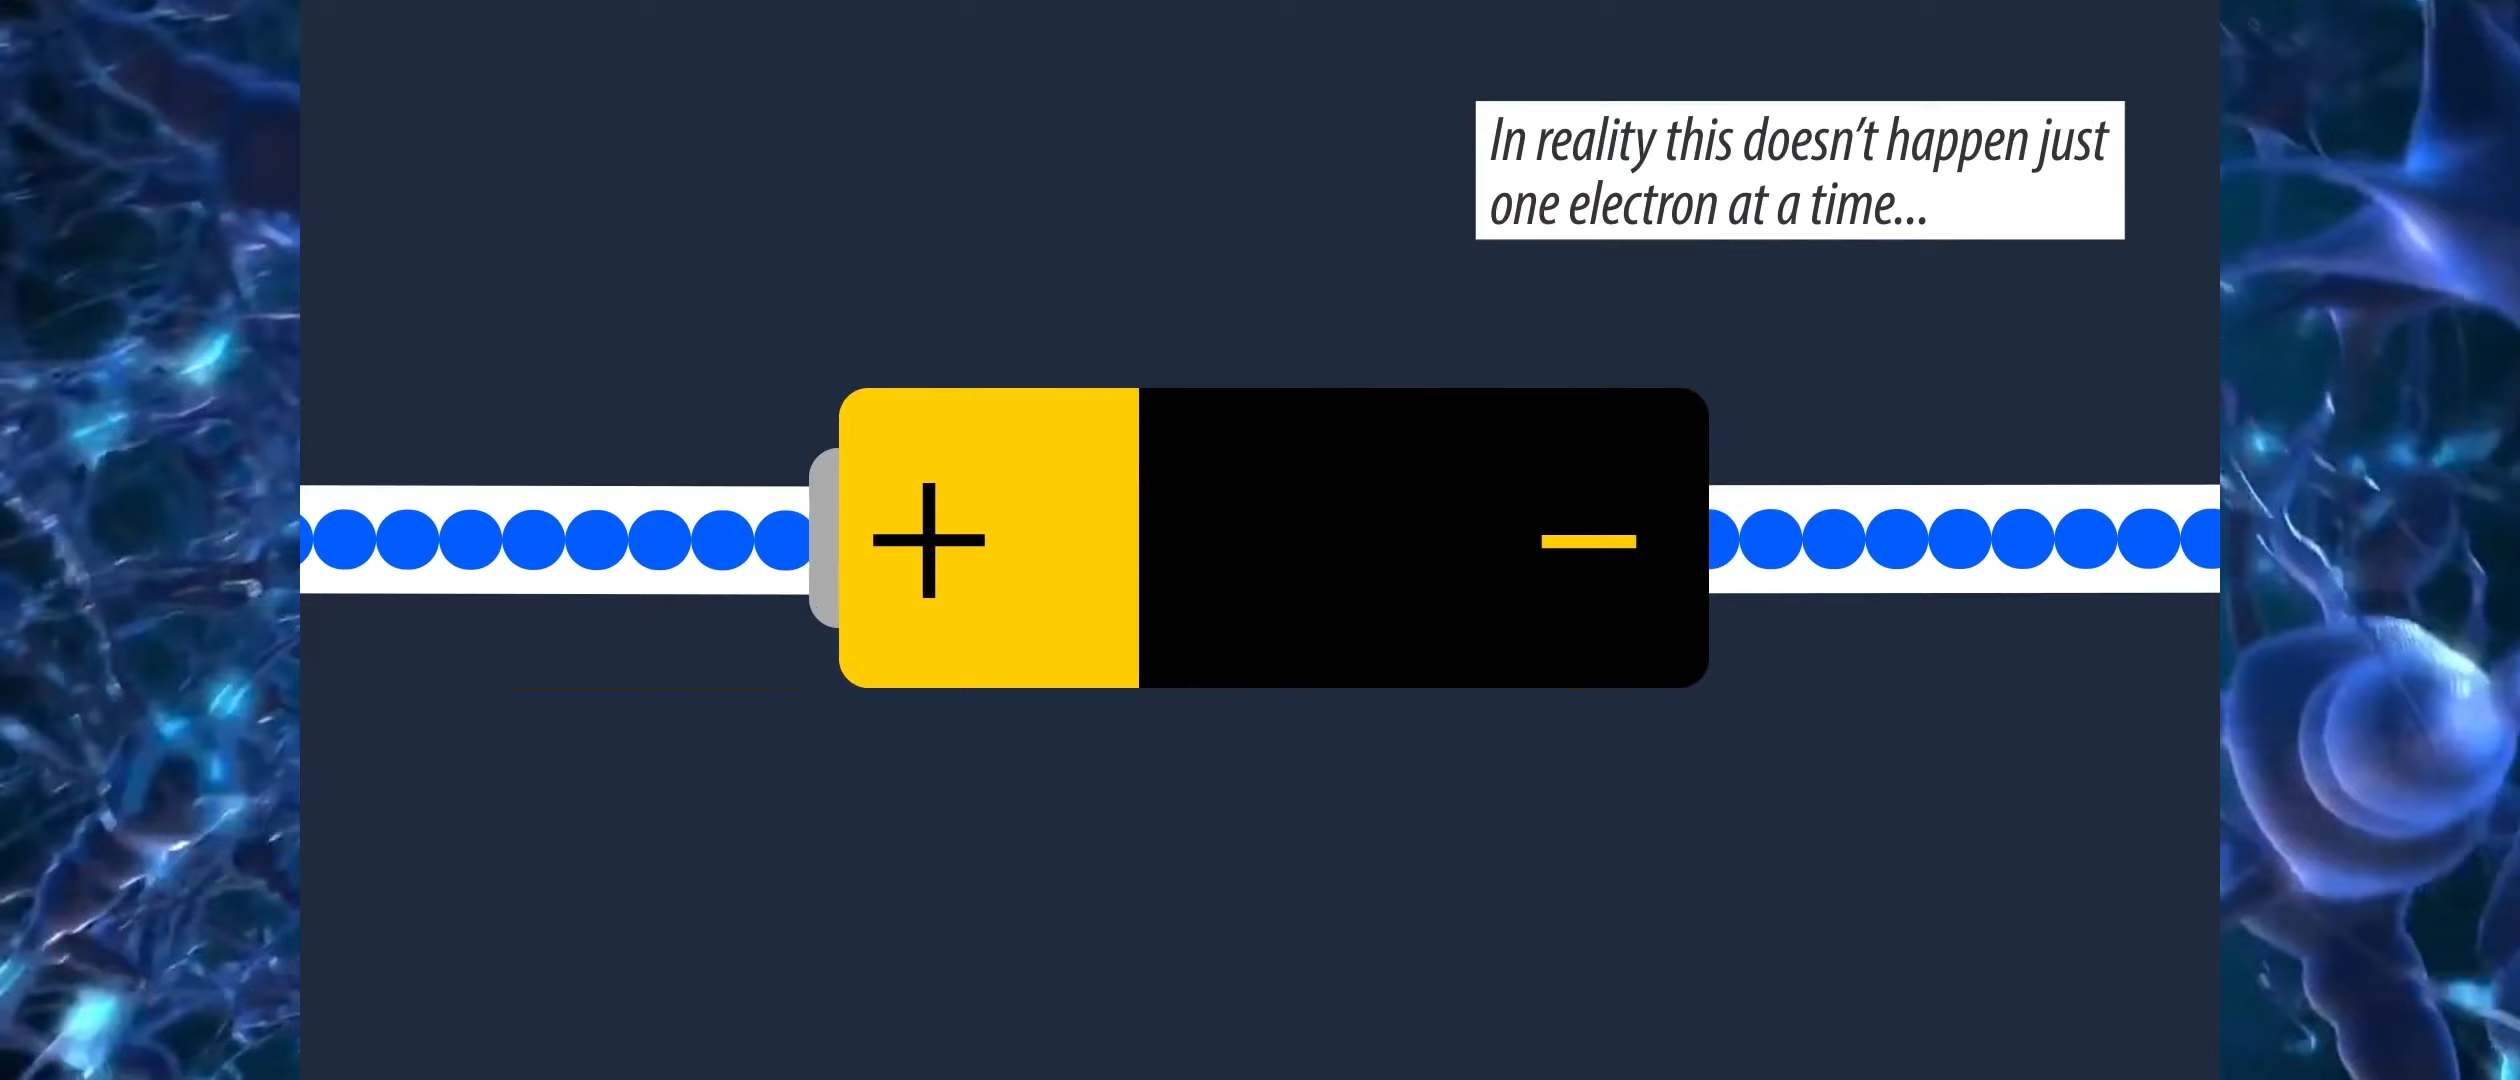 In reality this doesn’t happen just
one electron at a time...
+ −